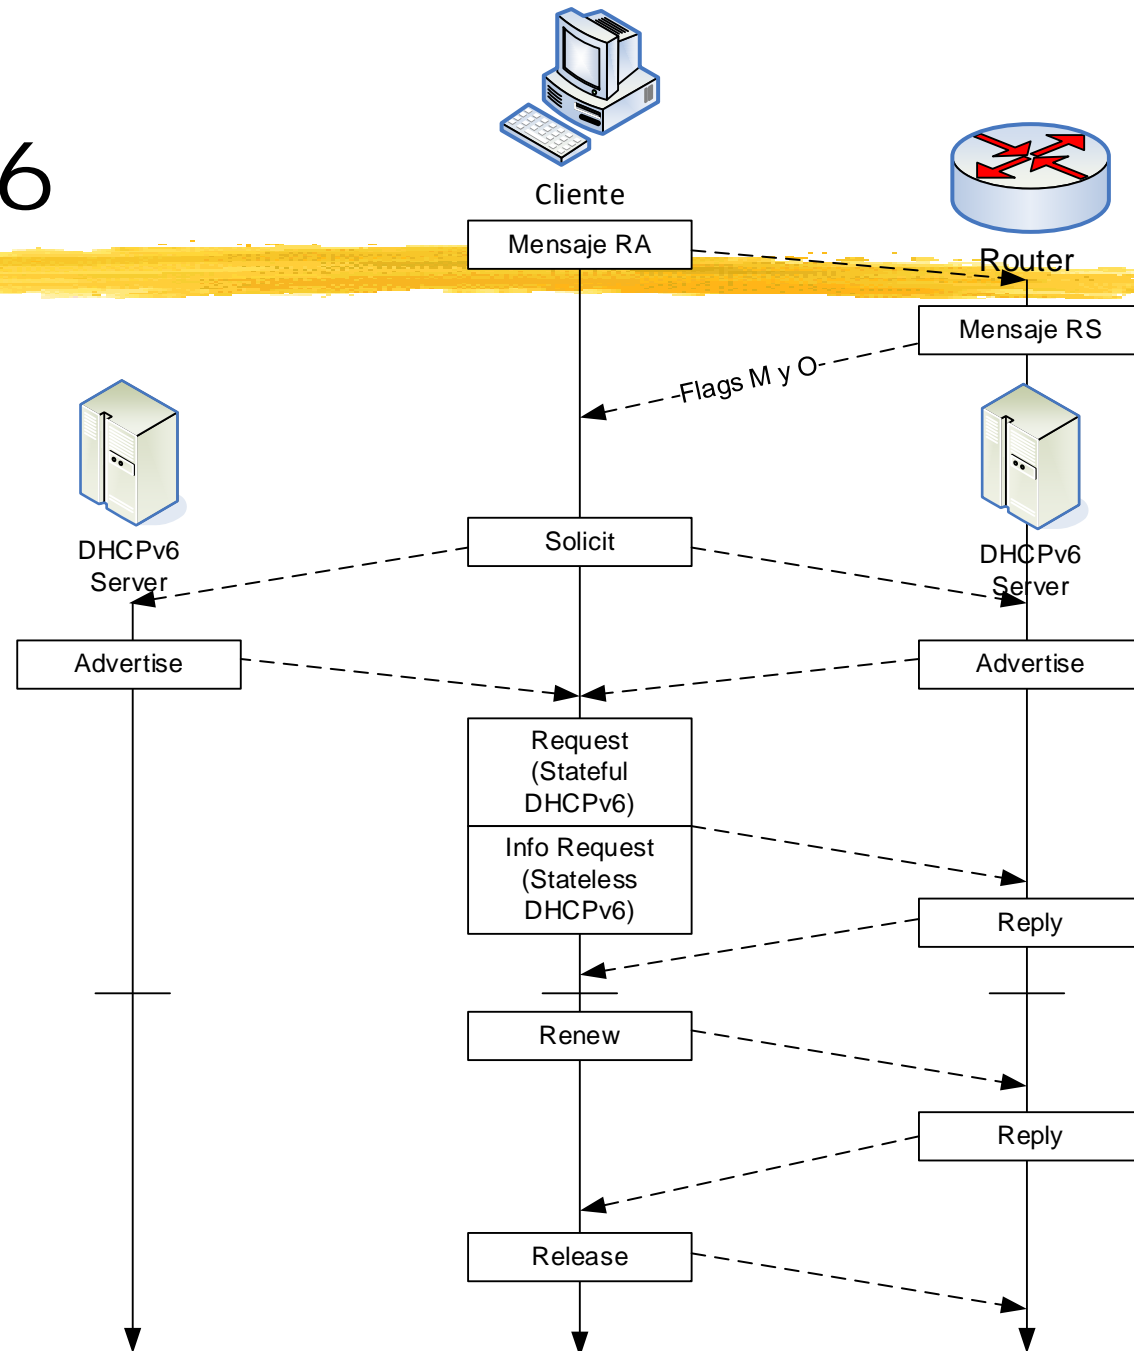 6
Cliente
Mensaje RA
Router
Mensaje RS
Flags M y O
DHCPv6
Server
Solicit
DHCPv6
Server
Advertise
Advertise
Request
(Stateful
DHCPv6)
Info Request
(Stateless
DHCPv6)
Reply
Renew
Reply
Release